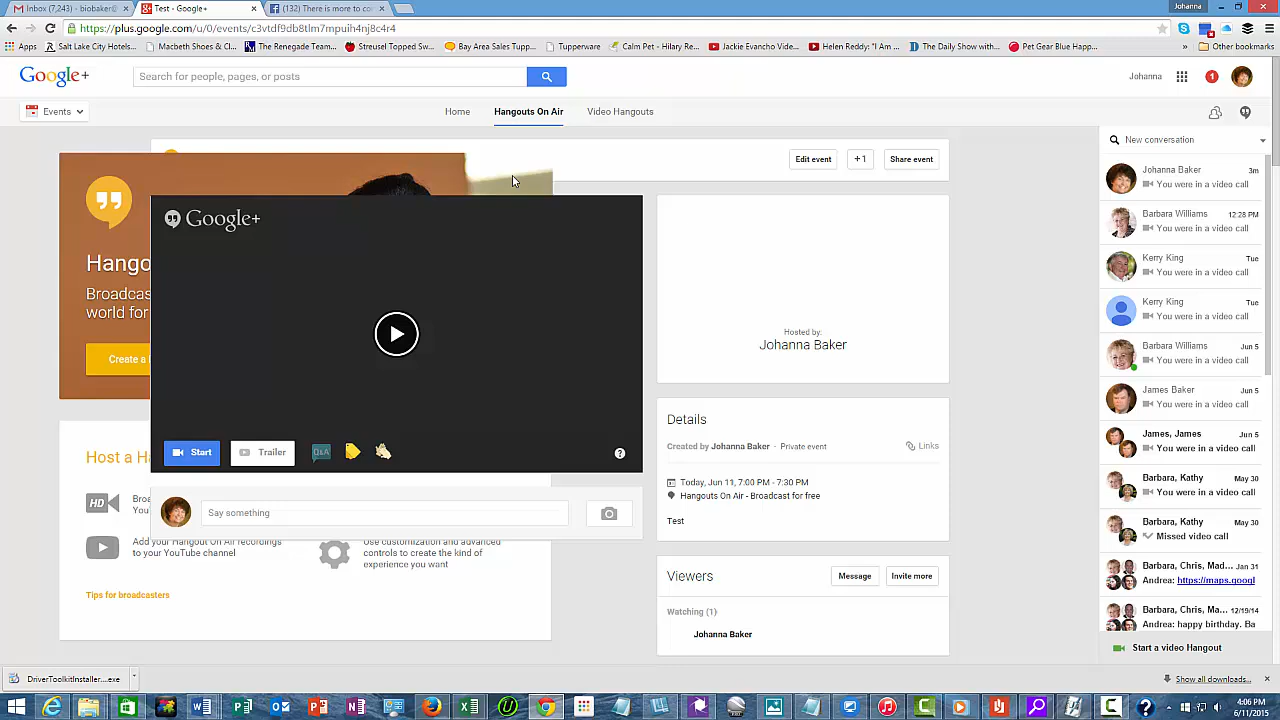 Inbox (7,243) - biobaker@
Test - Google+
(132) There is more to co
Johanna
https://plus.google.com/u/0/events/c3vtdf9db8tlm7mpuih4nj8c4r4
Apps
Salt Lake City Hotels...
Macbeth Shoes & Cl...
The Renegade Team...
Streusel Topped Sw...
Bay Area Sales Tupp...
Tupperware
Calm Pet - Hilary Re...
Jackie Evancho Vide...
Helen Reddy: "I Am ...
The Daily Show with...
Pet Gear Blue Happ...
»
Other bookmarks
Google+
Search for people, pages, or posts
Johanna
1
Events
Home
Hangouts On Air
Video Hangouts
New conversation
Edit event
+1
Share event
Johanna Baker
3m
You were in a video call
Barbara Williams
12:28 PM
You were in a video call
Kerry King
Tue
You were in a video call
Kerry King
Tue
You were in a video call
Barbara Williams
Jun 5
You were in a video call
James Baker
Jun 5
You were in a video call
James, James
Jun 5
You were in a video call
Barbara, Kathy
May 30
You were in a video call
Barbara, Kathy
May 30
Missed video call
Barbara, Chris, Mad...
Jan 31
Andrea: https://maps.googl
Barbara, Chris, Ma...
12/19/14
Andrea: happy birthday. Ba
Start a video Hangout
Hango
Broadcas
world for
Create a
Google+
Start
Trailer
Q&A
?
Say something
Host a H
HD
Bro
You
Add your Hangout On Air recordings
to your YouTube channel
Use customization and advanced
controls to create the kind of
experience you want
Tips for broadcasters
Hosted by:
Johanna Baker
Details
Created by Johanna Baker · Private event
Links
Today, Jun 11, 7:00 PM - 7:30 PM
Hangouts On Air - Broadcast for free
Test
Viewers
Message
Invite more
Watching (1)
Johanna Baker
DriverToolkitInstaller....exe
Show all downloads...
4:06 PM
6/11/2015